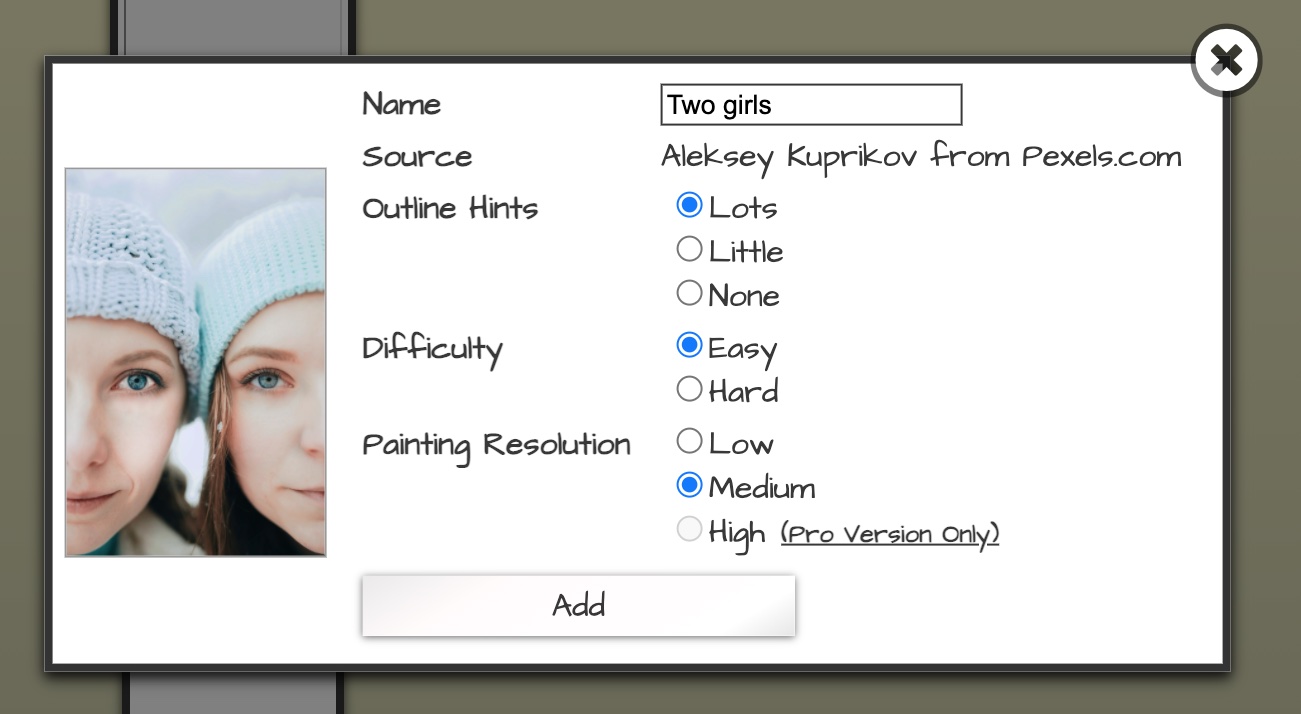 Name Two girls
Source Aleksey Kuprikov from Pexels.com
Outline Hints Lots
Little
None
Difficulty Easy
Hard
Painting Resolution Low
Medium
High (Pro Version Only)
Add